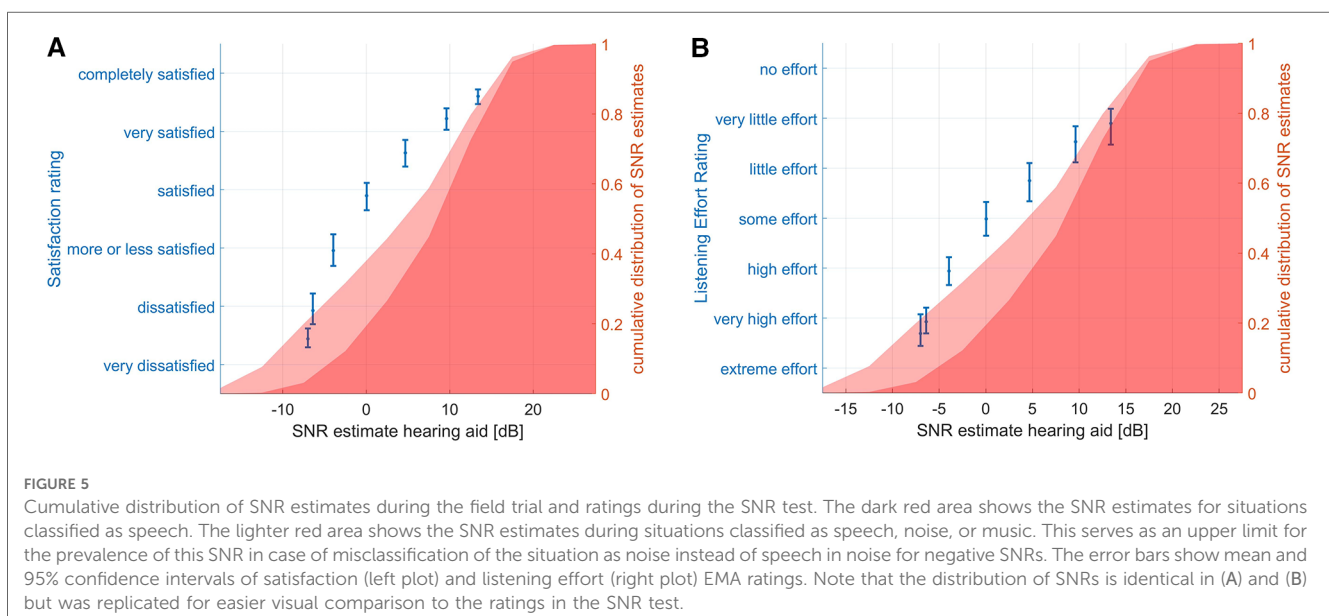 A
completely satisfied
very satisfied
satisfied
more or less satisfied
dissatisfied
very dissatisfied
Satisfaction rating
-10
0
10
20
SNR estimate hearing aid [dB]
1
0.8
0.6
0.4
0.2
0
cumulative distribution of SNR estimates
B
no effort
very little effort
little effort
some effort
high effort
very high effort
extreme effort
Listening Effort Rating
-15
-10
-5
0
5
10
15
20
25
SNR estimate hearing aid [dB]
1
0.8
0.6
0.4
0.2
0
cumulative distribution of SNR estimates
FIGURE 5
Cumulative distribution of SNR estimates during the field trial and ratings during the SNR test. The dark red area shows the SNR estimates for situations
classified as speech. The lighter red area shows the SNR estimates during situations classified as speech, noise, or music. This serves as an upper limit for
the prevalence of this SNR in case of misclassification of the situation as noise instead of speech in noise for negative SNRs. The error bars show mean and
95% confidence intervals of satisfaction (left plot) and listening effort (right plot) EMA ratings. Note that the distribution of SNRs is identical in (A) and (B)
but was replicated for easier visual comparison to the ratings in the SNR test.